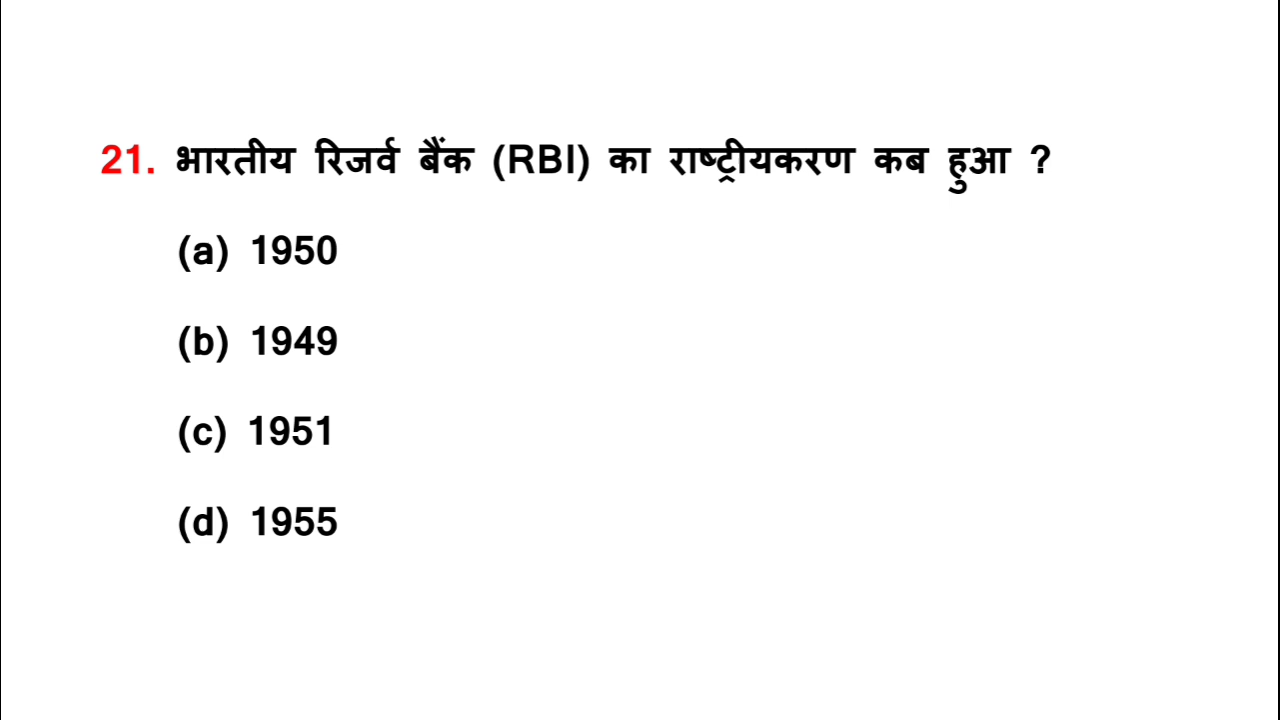 21. भारतीय रिजर्व बैंक (RBI) का राष्ट्रीयकरण कब हुआ ?
(a) 1950
(b) 1949
(c) 1951
(d) 1955